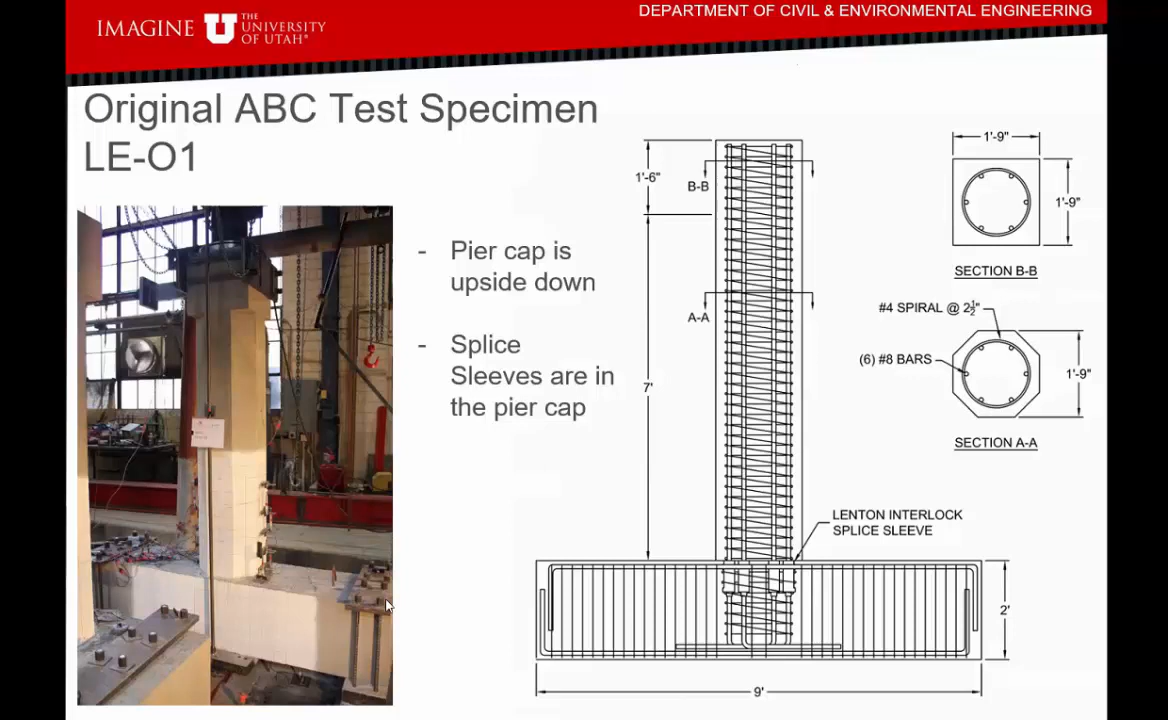 IMAGINE
THE
UNIVERSITY
OF UTAH®
DEPARTMENT OF CIVIL & ENVIRONMENTAL ENGINEERING
Original ABC Test Specimen
LE-O1
- Pier cap is
upside down
- Splice
Sleeves are in
the pier cap
1'-6"
B-B
A-A
7'
LENTON INTERLOCK
SPLICE SLEEVE
2'
9'
1'-9"
1'-9"
SECTION B-B
#4 SPIRAL @ 2½"
(6) #8 BARS
1'-9"
SECTION A-A